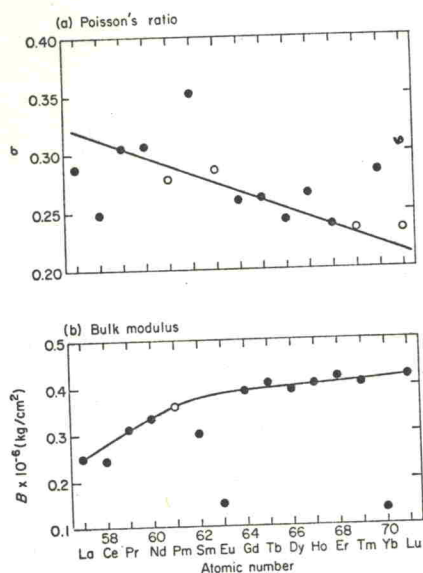 (a) Poisson's ratio
0.40
0.35
0.30
0.25
0.20
σ
(b) Bulk modulus
0.5
0.4
0.3
0.2
0.1
B × 10⁻⁶ (kg/cm²)
58 60 62 64 66 68 70
La Ce Pr Nd Pm Sm Eu Gd Tb Dy Ho Er Tm Yb Lu
Atomic number